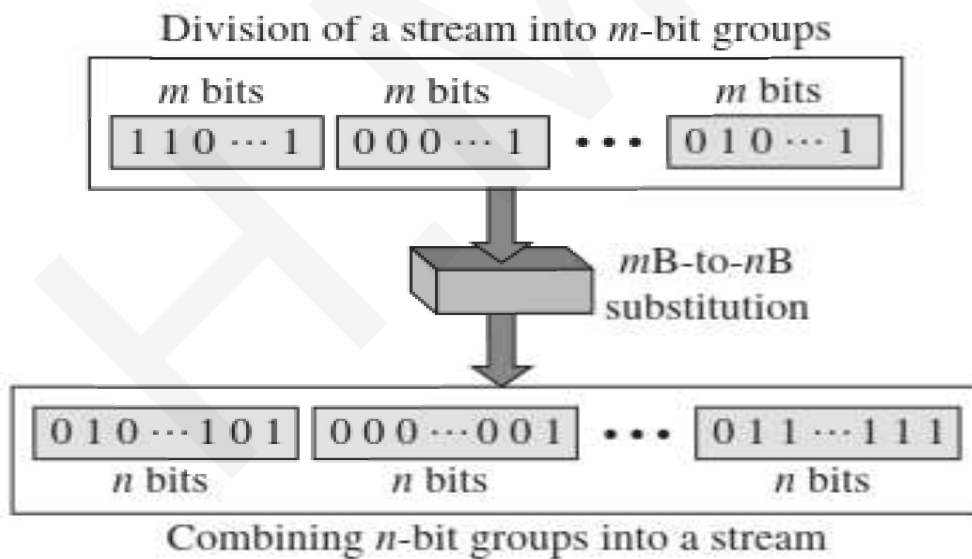 Division of a stream into m-bit groups
m bits m bits m bits
1 1 0 ··· 1 0 0 0 ··· 1 ••• 0 1 0 ··· 1
mB-to-nB
substitution
0 1 0 ··· 1 0 1 0 0 0 ··· 0 0 1 ••• 0 1 1 ··· 1 1 1
n bits n bits n bits
Combining n-bit groups into a stream